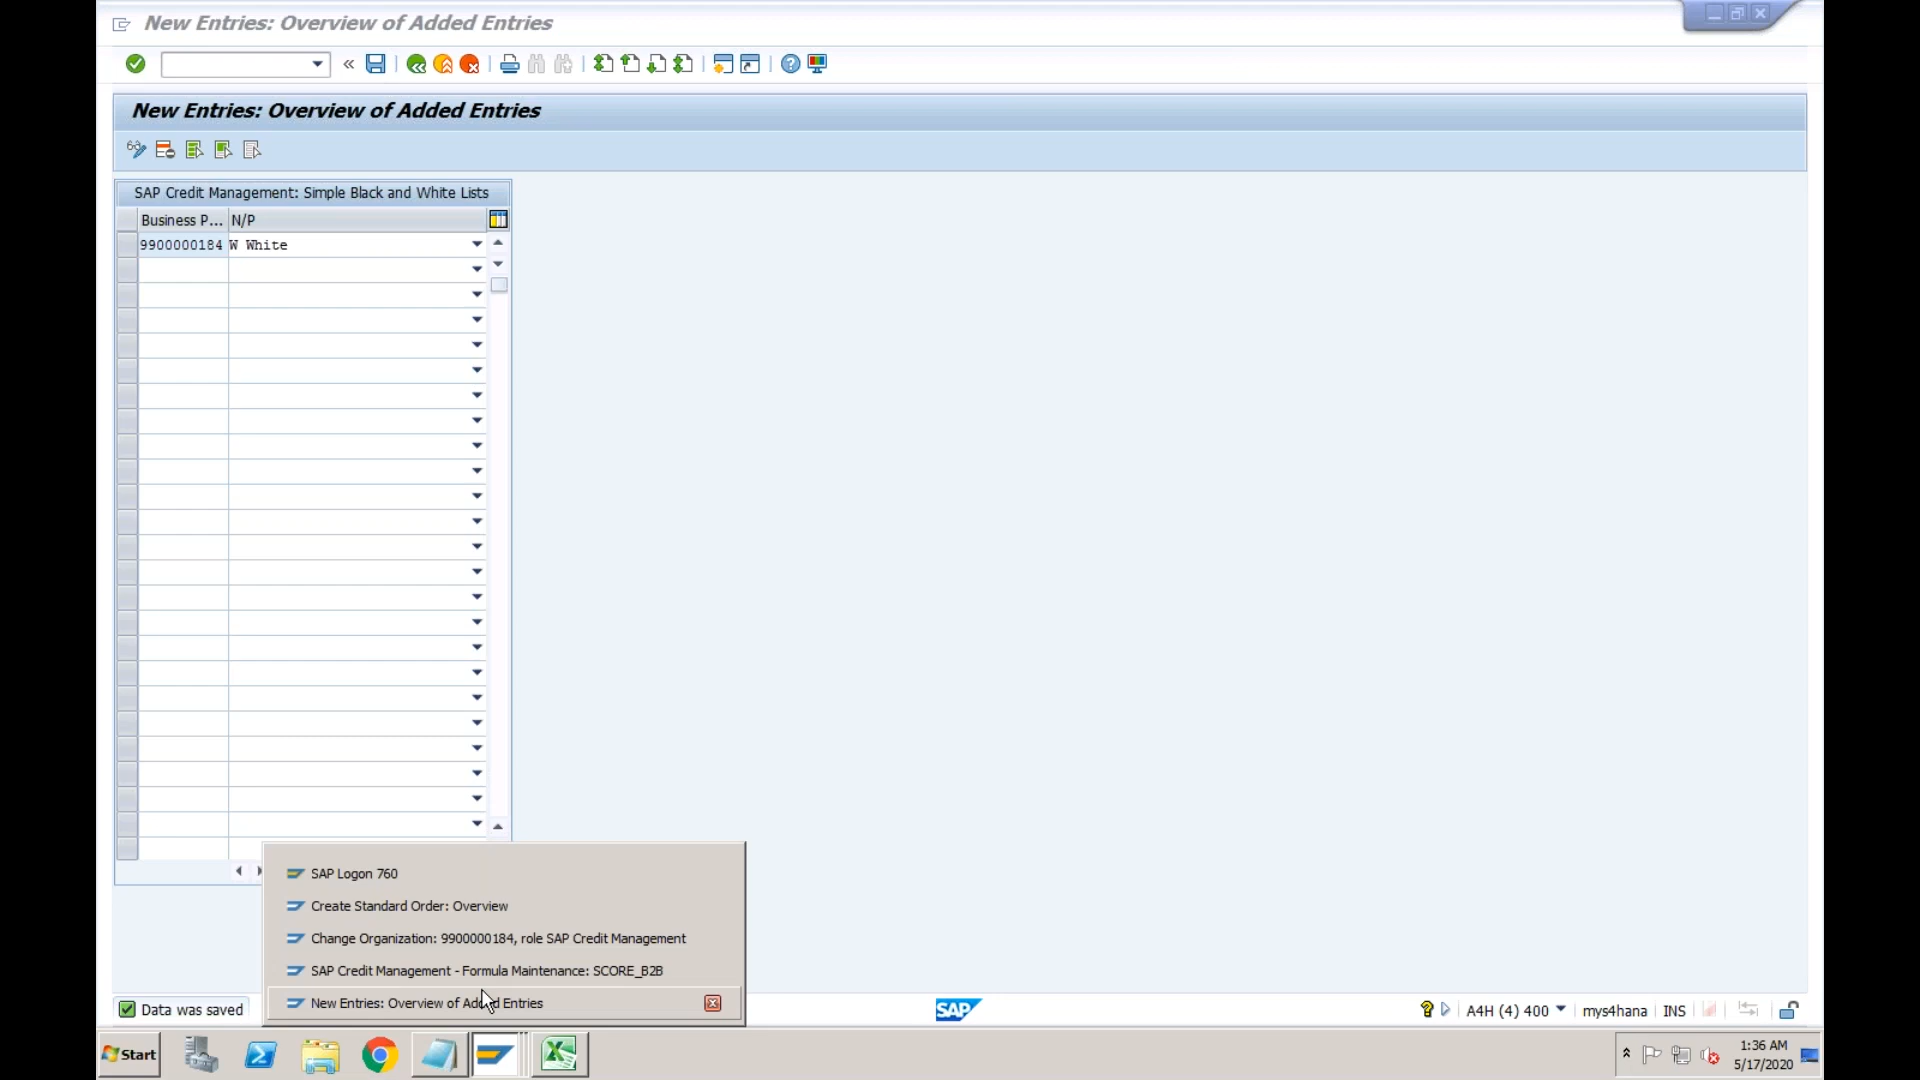 New Entries: Overview of Added Entries
New Entries: Overview of Added Entries
SAP Credit Management: Simple Black and White Lists
Business P... N/P
9900000184 W White
SAP Logon 760
Create Standard Order: Overview
Change Organization: 9900000184, role SAP Credit Management
SAP Credit Management - Formula Maintenance: SCORE_B2B
New Entries: Overview of Added Entries
Data was saved
SAP
A4H (4) 400
mys4hana
INS
Start
1:36 AM
5/17/2020